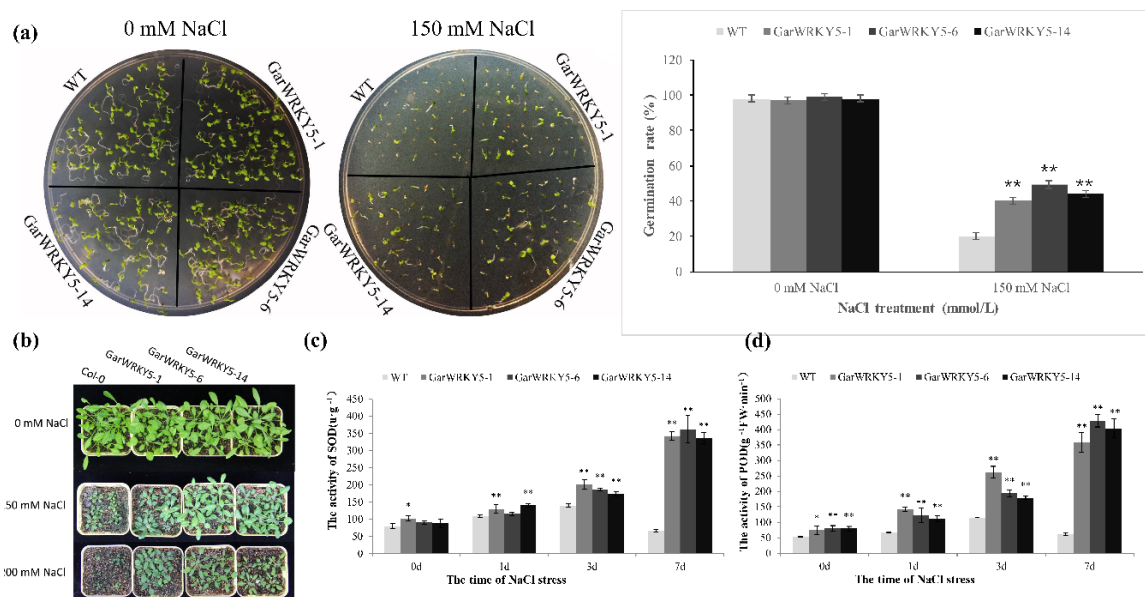 (a)
0 mM NaCl
150 mM NaCl
WT
GarWRKY5-1
GarWRKY5-14
GarWRKY5-6
WT
GarWRKY5-1
GarWRKY5-14
GarWRKY5-6
WT GarWRKY5-1 GarWRKY5-6 GarWRKY5-14
Germination rate (%)
120
100
80
60
40
20
0
** ** **
0 mM NaCl 150 mM NaCl
NaCl treatment (mmol/L)
(b)
Col-0 GarWRKY5-1 GarWRKY5-6 GarWRKY5-14
0 mM NaCl
50 mM NaCl
200 mM NaCl
(c)
WT GarWRKY5-1 GarWRKY5-6 GarWRKY5-14
The activity of SOD(u·g⁻¹)
450
400
350
300
250
200
150
100
50
0
* ** ** ** ** ** ** ** **
0d 1d 3d 7d
The time of NaCl stress
(d)
WT GarWRKY5-1 GarWRKY5-6 GarWRKY5-14
The activity of POD(g⁻¹FW·min⁻¹)
500
450
400
350
300
250
200
150
100
50
0
* ** ** ** ** ** ** ** ** ** ** **
0d 1d 3d 7d
The time of NaCl stress